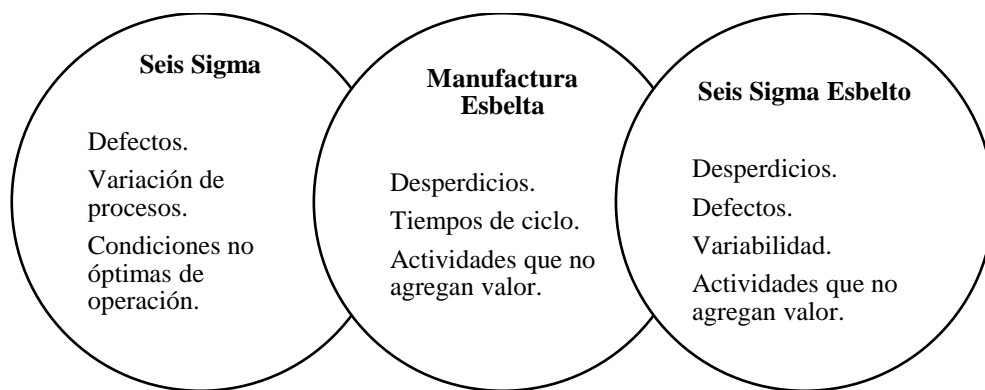 Seis Sigma
Defectos.
Variación de
procesos.
Condiciones no
óptimas de
operación.
Manufactura
Esbelta
Desperdicios.
Tiempos de ciclo.
Actividades que no
agregan valor.
Seis Sigma Esbelto
Desperdicios.
Defectos.
Variabilidad.
Actividades que no
agregan valor.